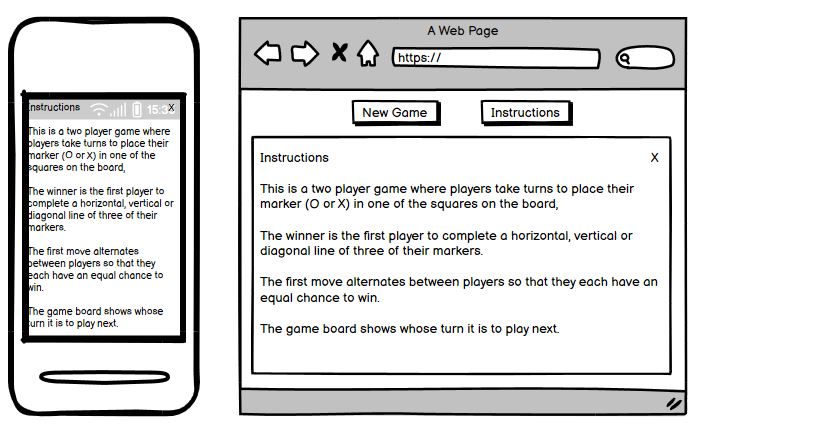 Instructions 15:33 X
This is a two player game where
players take turns to place their
marker (O or X) in one of the
squares on the board,
The winner is the first player to
complete a horizontal, vertical or
diagonal line of three of their
markers.
The first move alternates
between players so that they
each have an equal chance to
win.
The game board shows whose
turn it is to play next.
A Web Page
https://
New Game Instructions
Instructions X
This is a two player game where players take turns to place their
marker (O or X) in one of the squares on the board,
The winner is the first player to complete a horizontal, vertical or
diagonal line of three of their markers.
The first move alternates between players so that they each have an
equal chance to win.
The game board shows whose turn it is to play next.